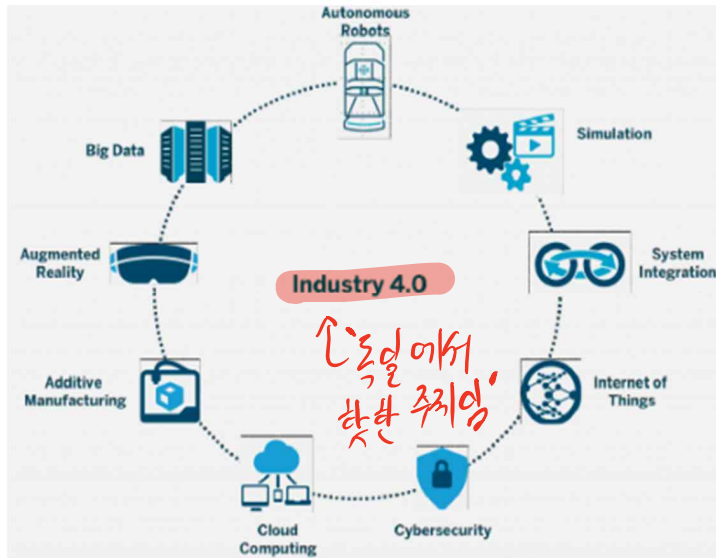 Autonomous
Robots
Simulation
System
Integration
Internet of
Things
Cybersecurity
Cloud
Computing
Additive
Manufacturing
Augmented
Reality
Big Data
Industry 4.0
↑'독일에서
핫한 주제임'